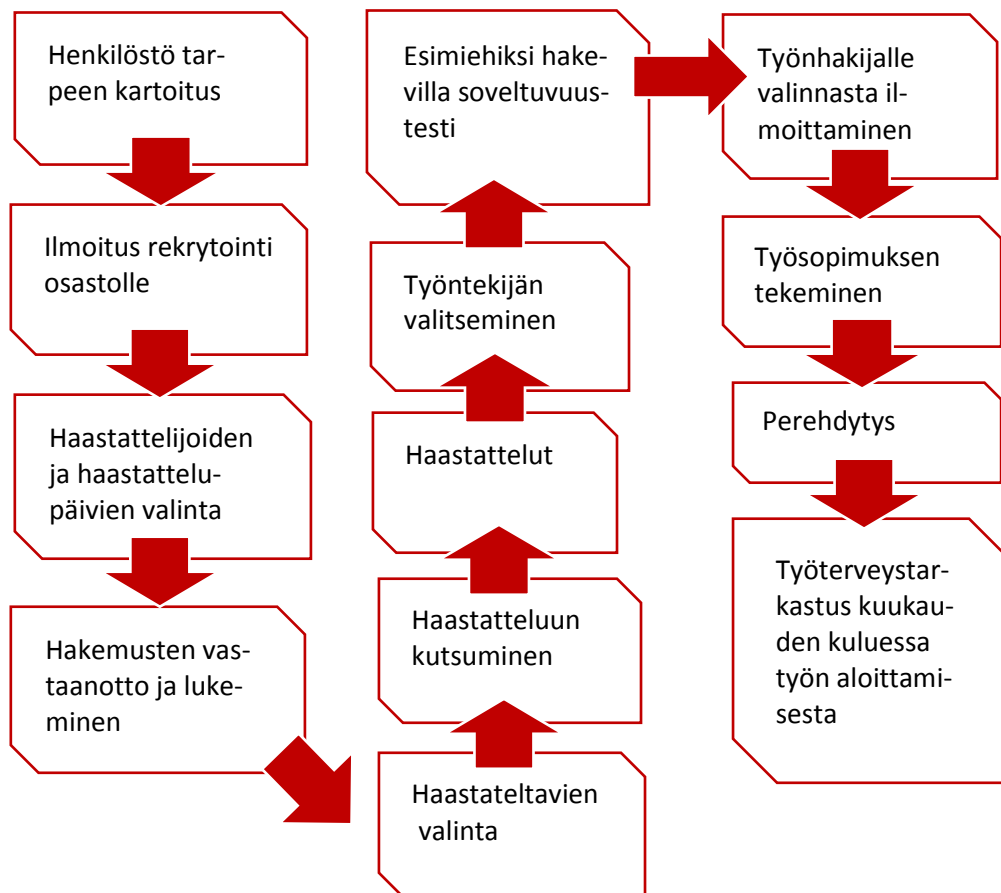 Henkilöstö tar-
peen kartoitus
Ilmoitus rekrytointi
osastolle
Haastattelijoiden
ja haastattelu-
päivien valinta
Hakemusten vas-
taanotto ja luke-
minen
Haastateltavien
valinta
Haastatteluun
kutsuminen
Haastattelut
Työntekijän
valitseminen
Esimiehiksi hake-
villa soveltuvuus-
testi
Työnhakijalle
valinnasta il-
moittaminen
Työsopimuksen
tekeminen
Perehdytys
Työterveystar-
kastus kuukau-
den kuluessa
työn aloittami-
sesta